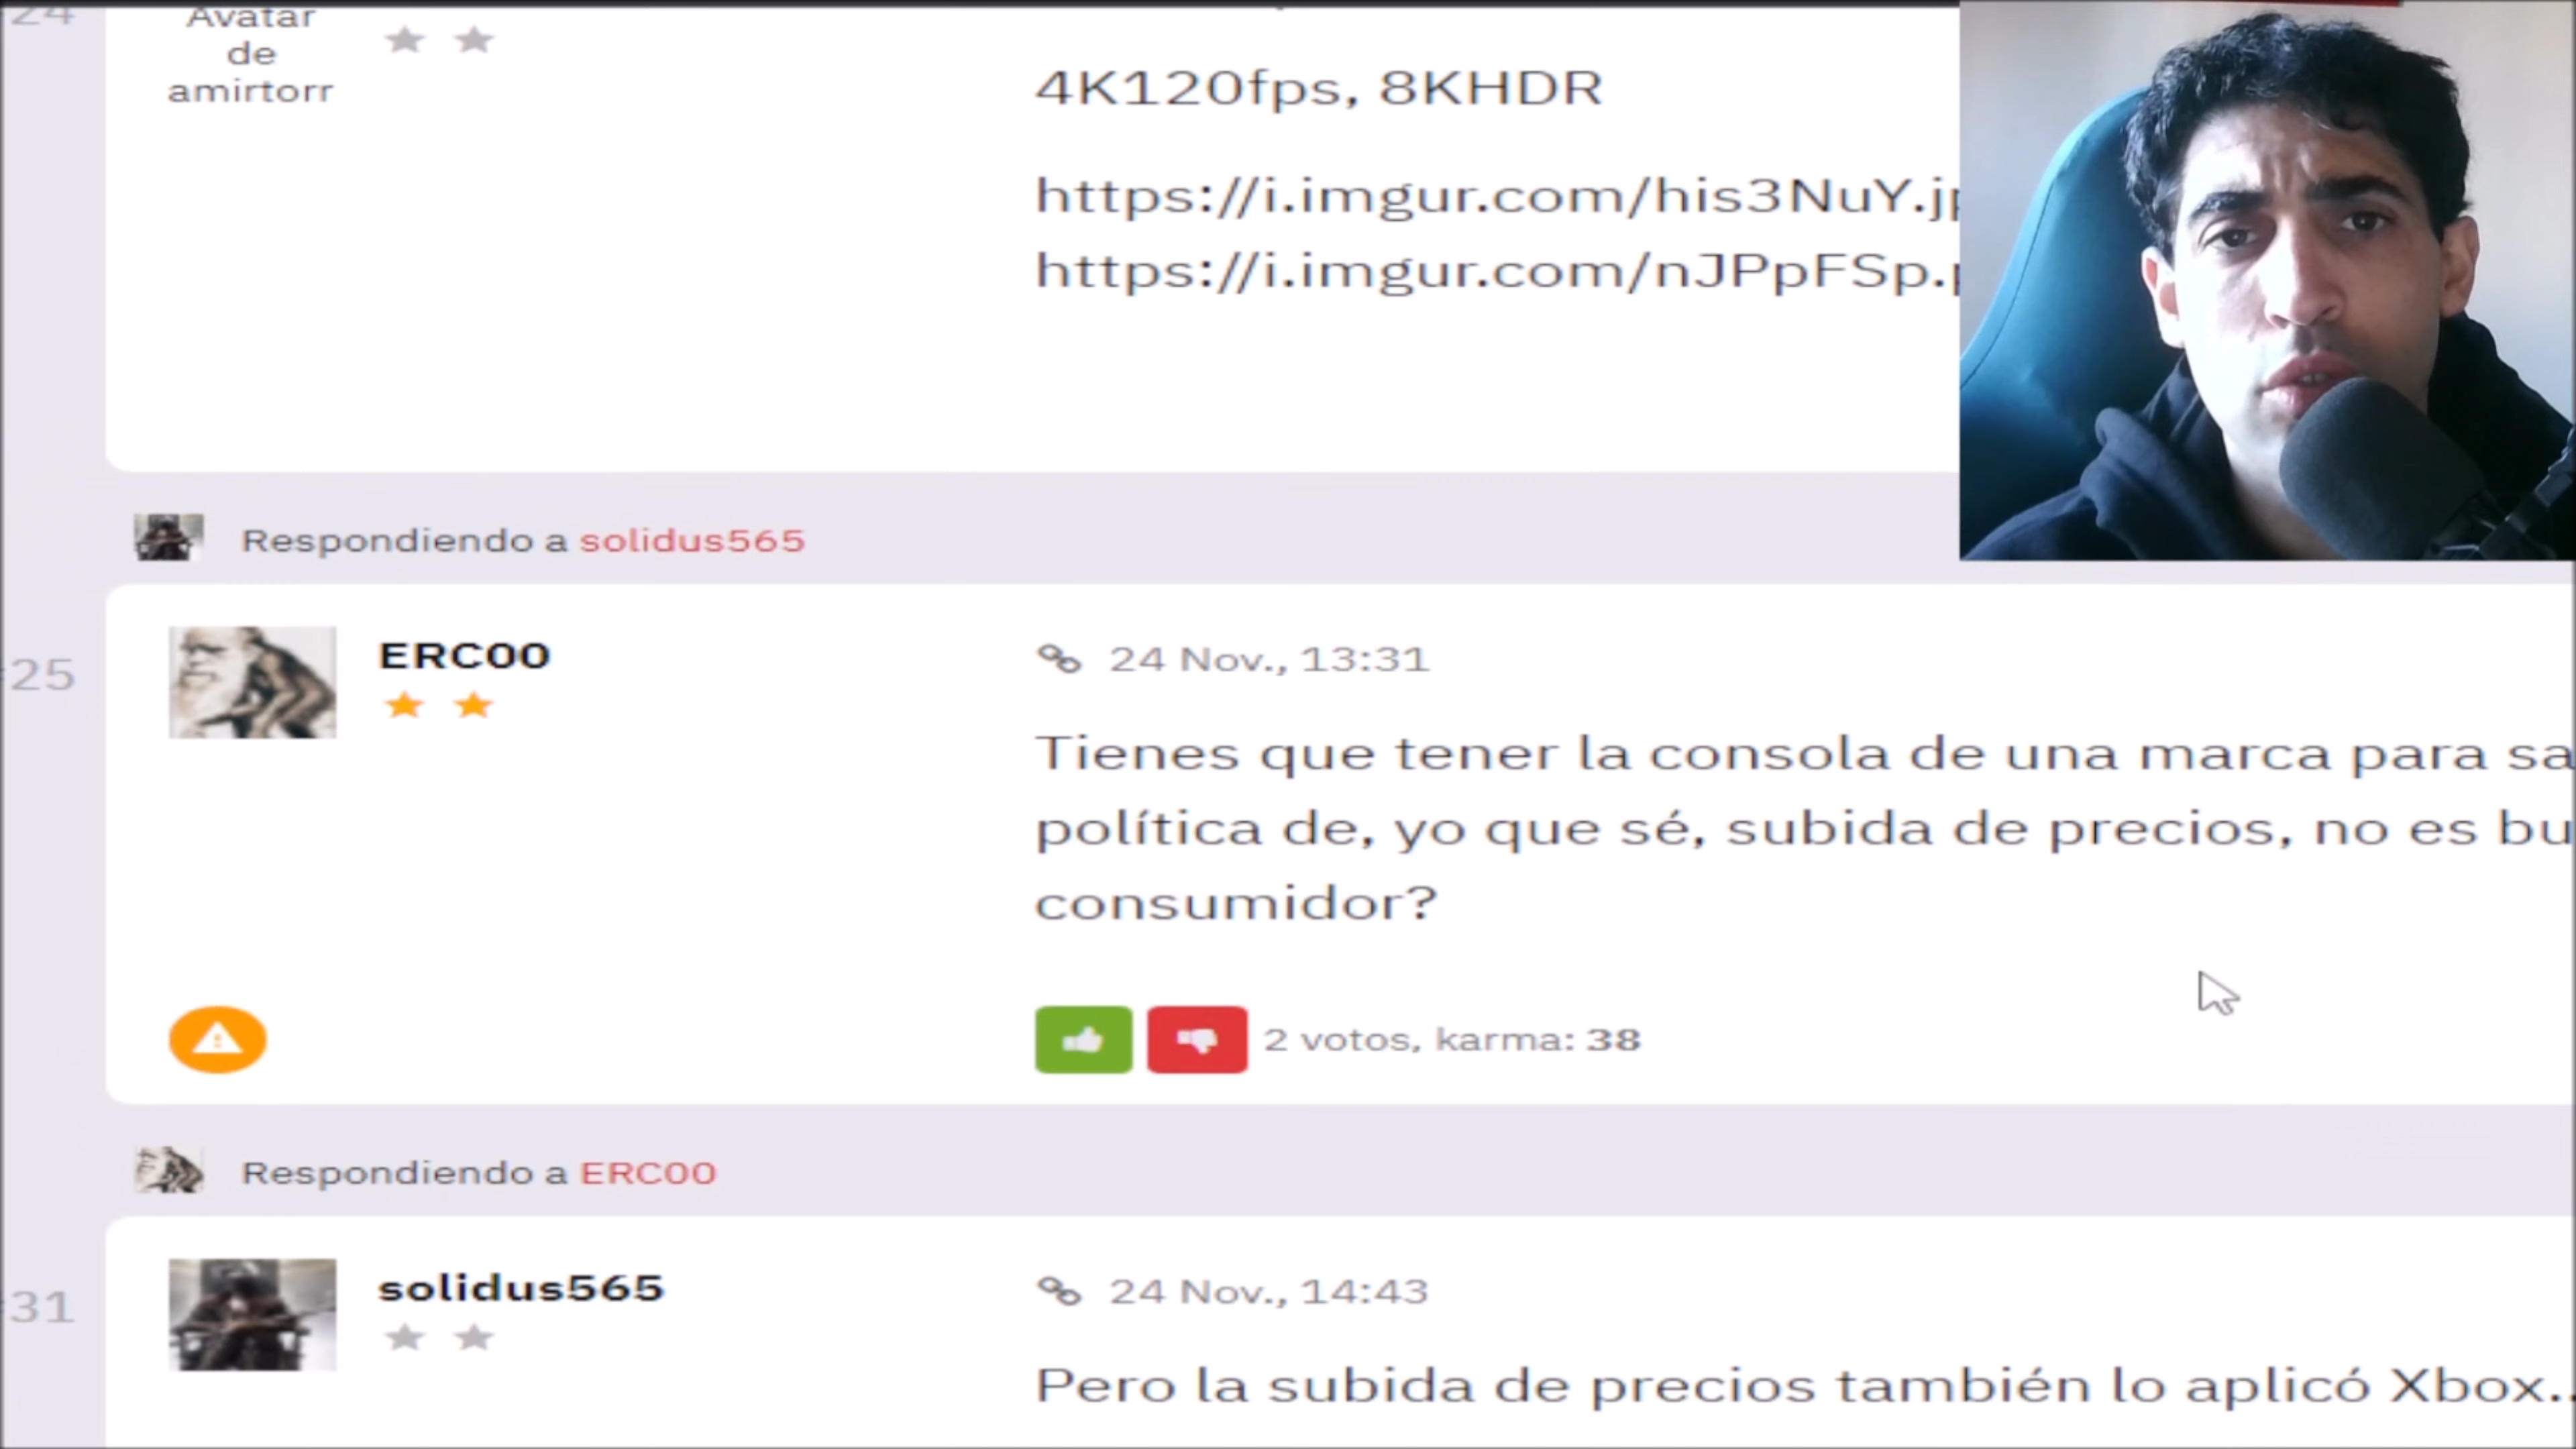 24
Avatar
de
amirtorr
4K120fps, 8KHDR
https://i.imgur.com/his3NuY.j
https://i.imgur.com/nJPpFSp.
Respondiendo a solidus565
25
ERC00
24 Nov., 13:31
Tienes que tener la consola de una marca para sa
política de, yo que sé, subida de precios, no es bu
consumidor?
2 votos, karma: 38
Respondiendo a ERC00
31
solidus565
24 Nov., 14:43
Pero la subida de precios también lo aplicó Xbox..